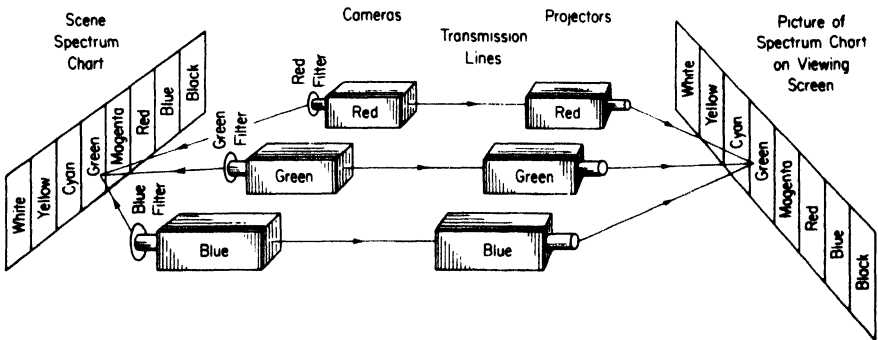 Scene
Spectrum
Chart
Cameras
Projectors
Transmission
Lines
Picture of
Spectrum Chart
on Viewing
Screen
Red
Filter
Green
Filter
Blue
Filter
White
Yellow
Cyan
Green
Magenta
Red
Blue
Black
Red
Green
Blue
Red
Green
Blue
White
Yellow
Cyan
Green
Magenta
Red
Blue
Black